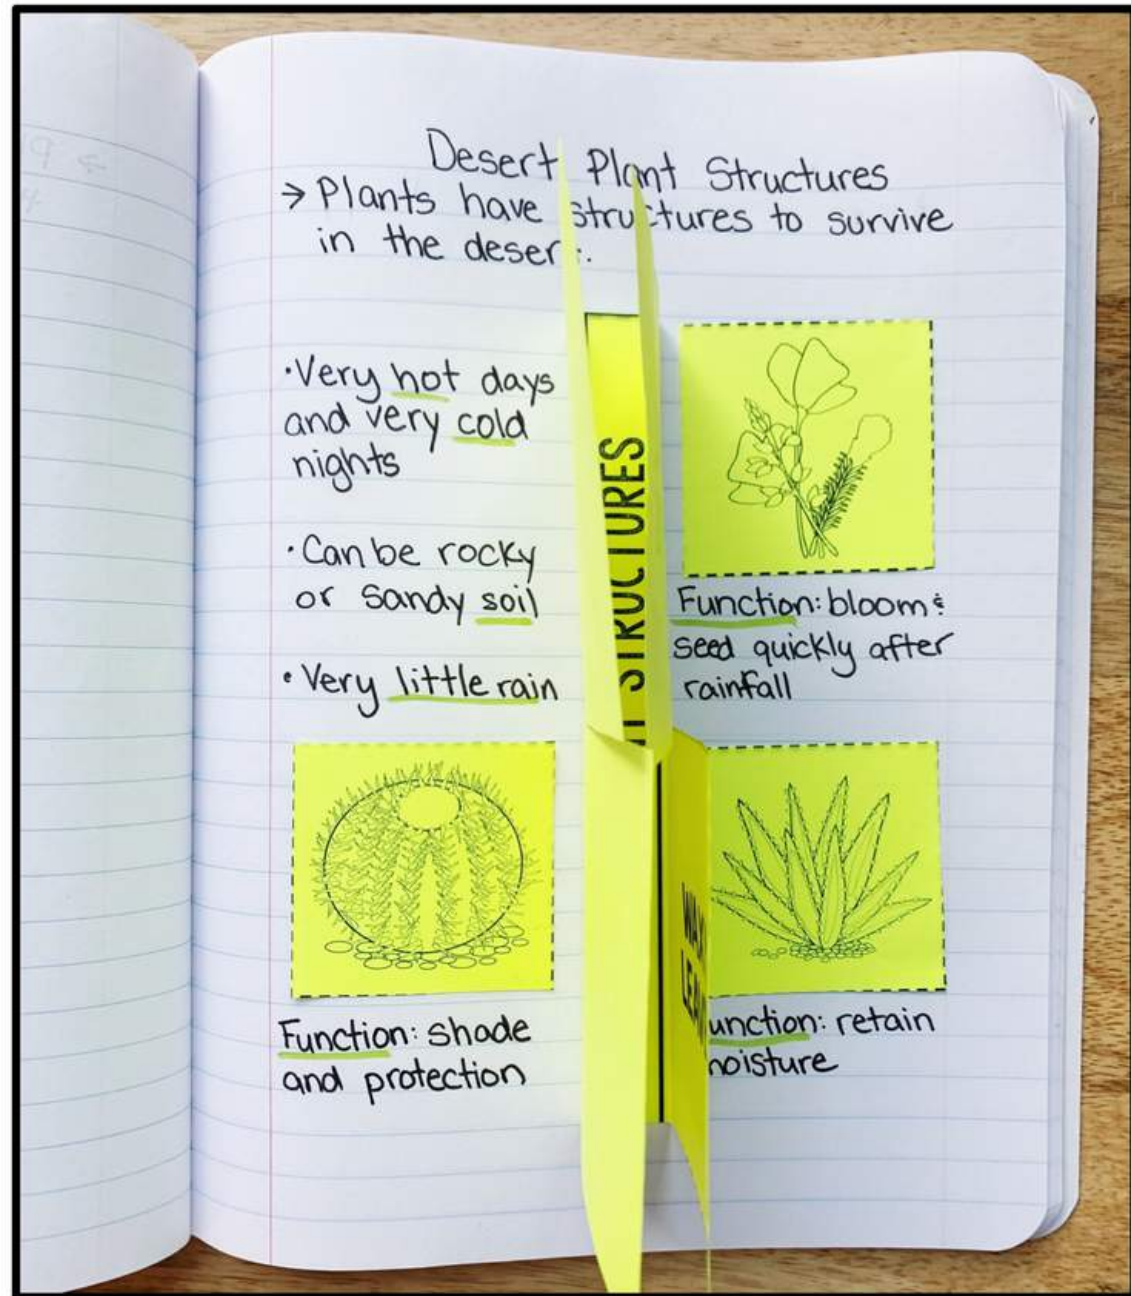 Desert Plant Structures
→ Plants have structures to survive
in the desert.
• Very hot days
and very cold
nights
• Can be rocky
or sandy soil
• Very little rain
Function: shade
and protection
STRUCTURES
Function: bloom &
seed quickly after
rainfall
unction: retain
oisture